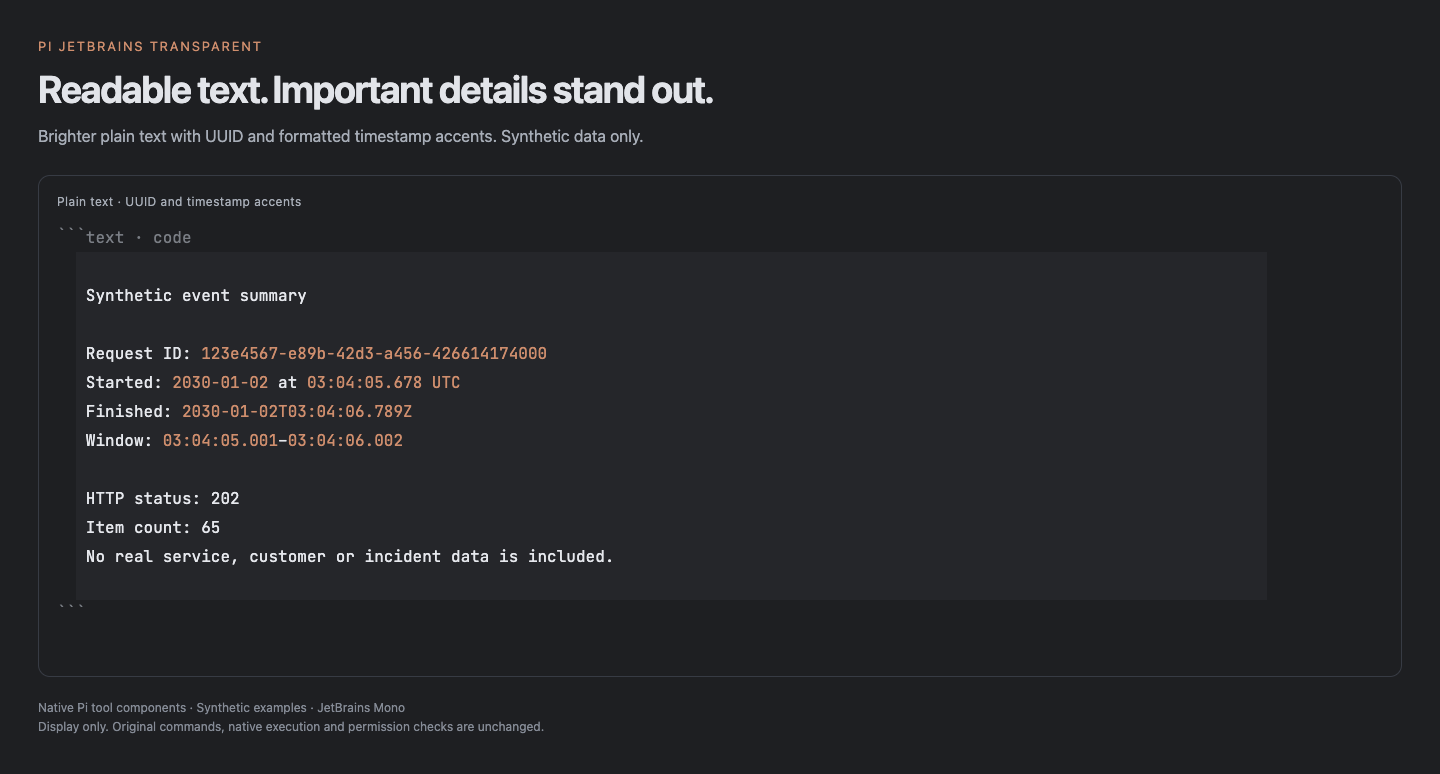 PI JETBRAINS TRANSPARENT
Readable text. Important details stand out.
Brighter plain text with UUID and formatted timestamp accents. Synthetic data only.
Plain text · UUID and timestamp accents
```text · code
Synthetic event summary
Request ID: 123e4567-e89b-42d3-a456-426614174000
Started: 2030-01-02 at 03:04:05.678 UTC
Finished: 2030-01-02T03:04:06.789Z
Window: 03:04:05.001–03:04:06.002
HTTP status: 202
Item count: 65
No real service, customer or incident data is included.
```
Native Pi tool components · Synthetic examples · JetBrains Mono
Display only. Original commands, native execution and permission checks are unchanged.